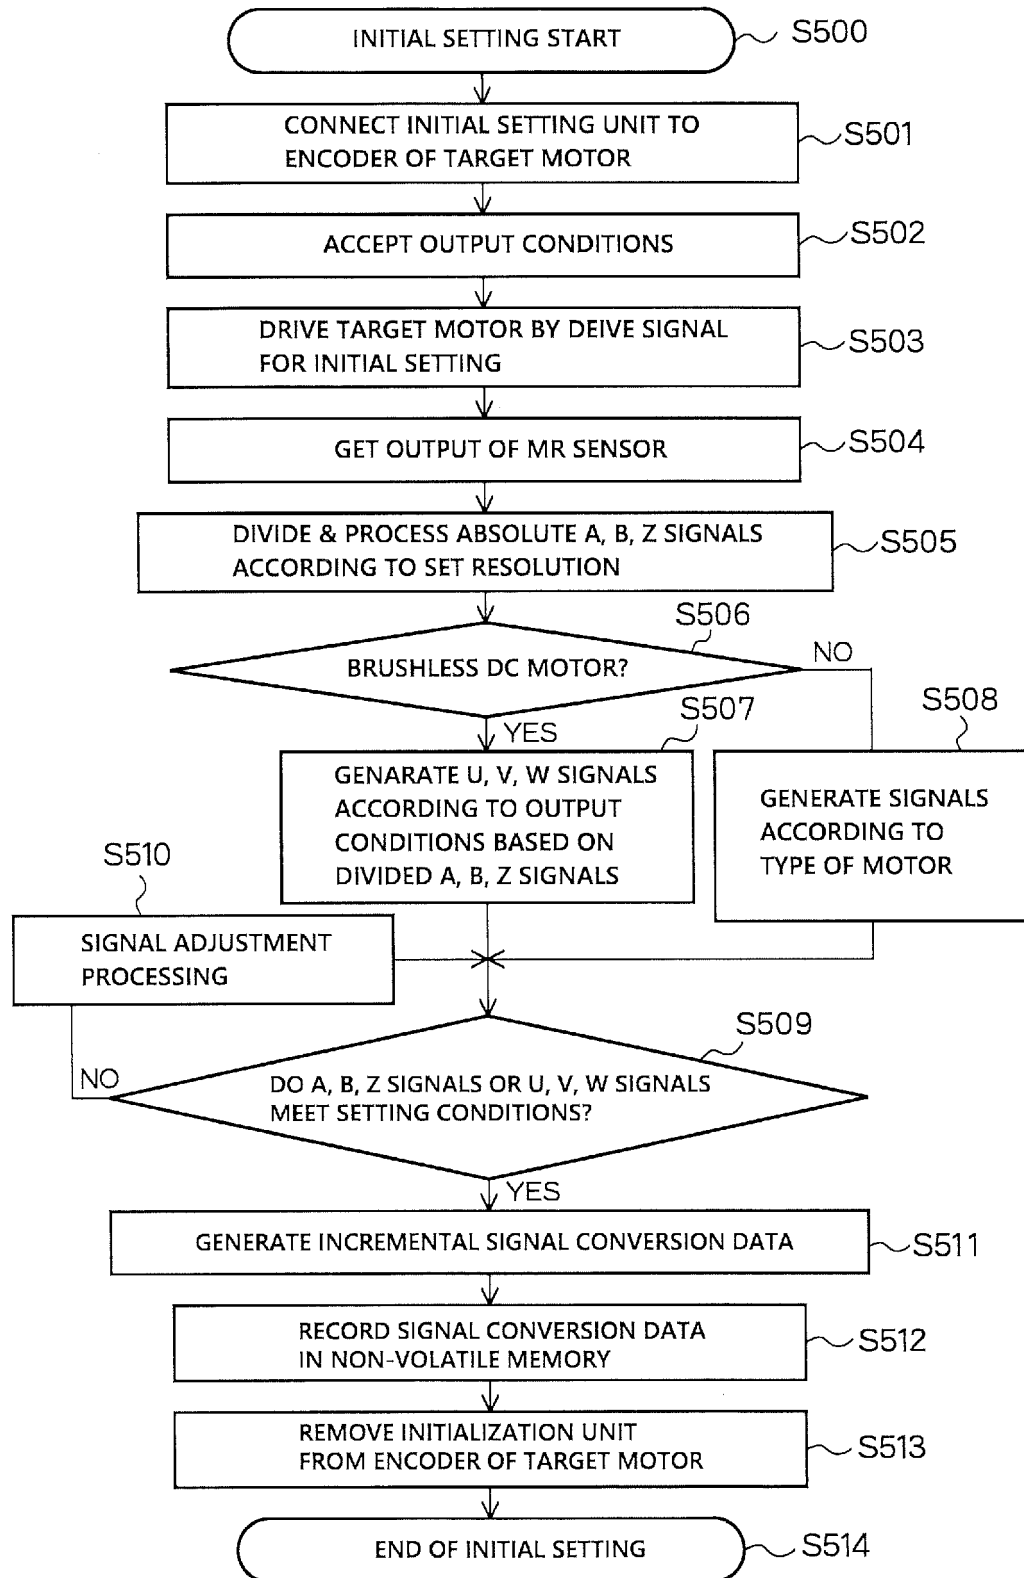 INITIAL SETTING START
S500
CONNECT INITIAL SETTING UNIT TO
ENCODER OF TARGET MOTOR
S501
ACCEPT OUTPUT CONDITIONS
S502
DRIVE TARGET MOTOR BY DEIVE SIGNAL
FOR INITIAL SETTING
S503
GET OUTPUT OF MR SENSOR
S504
DIVIDE & PROCESS ABSOLUTE A, B, Z SIGNALS
ACCORDING TO SET RESOLUTION
S505
S506
BRUSHLESS DC MOTOR?
NO
YES
S507
GENARATE U, V, W SIGNALS
ACCORDING TO OUTPUT
CONDITIONS BASED ON
DIVIDED A, B, Z SIGNALS
S508
GENERATE SIGNALS
ACCORDING TO
TYPE OF MOTOR
S510
SIGNAL ADJUSTMENT
PROCESSING
S509
NO
DO A, B, Z SIGNALS OR U, V, W SIGNALS
MEET SETTING CONDITIONS?
YES
GENERATE INCREMENTAL SIGNAL CONVERSION DATA
S511
RECORD SIGNAL CONVERSION DATA
IN NON-VOLATILE MEMORY
S512
REMOVE INITIALIZATION UNIT
FROM ENCODER OF TARGET MOTOR
S513
END OF INITIAL SETTING
S514